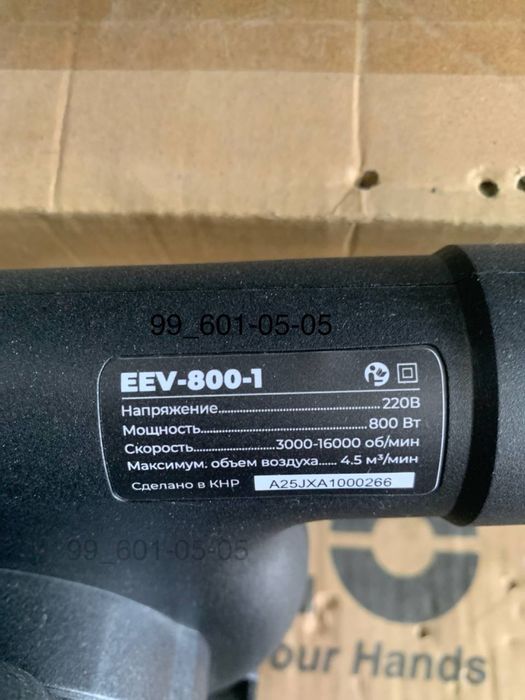 99_601-05-05
EEV-800-1
Напряжение.......................................220В
Мощность.........................................800 Вт
Скорость....................3000-16000 об/мин
Максимум. объем воздуха..... 4.5 м³/мин
Сделано в КНР A25JXA1000266
99_601-05-05
our Hands